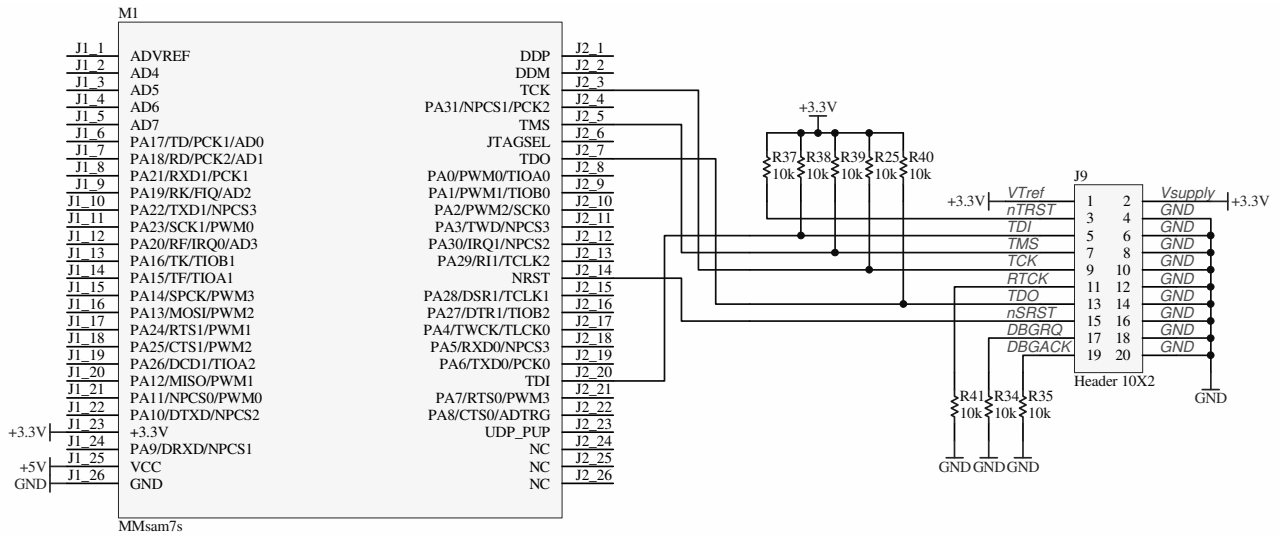 M1
J1_1 ADVREF DDP J2_1
J1_2 AD4 DDM J2_2
J1_3 AD5 TCK J2_3
J1_4 AD6 PA31/NPCS1/PCK2 J2_4
J1_5 AD7 TMS J2_5
J1_6 PA17/TD/PCK1/AD0 JTAGSEL J2_6
J1_7 PA18/RD/PCK2/AD1 TDO J2_7
J1_8 PA21/RXD1/PCK1 PA0/PWM0/TIOA0 J2_8
J1_9 PA19/RK/FIQ/AD2 PA1/PWM1/TIOB0 J2_9
J1_10 PA22/TXD1/NPCS3 PA2/PWM2/SCK0 J2_10
J1_11 PA23/SCK1/PWM0 PA3/TWD/NPCS3 J2_11
J1_12 PA20/RF/IRQ0/AD3 PA30/IRQ1/NPCS2 J2_12
J1_13 PA16/TK/TIOB1 PA29/RI1/TCLK2 J2_13
J1_14 PA15/TF/TIOA1 NRST J2_14
J1_15 PA14/SPCK/PWM3 PA28/DSR1/TCLK1 J2_15
J1_16 PA13/MOSI/PWM2 PA27/DTR1/TIOB2 J2_16
J1_17 PA24/RTS1/PWM1 PA4/TWCK/TLCK0 J2_17
J1_18 PA25/CTS1/PWM2 PA5/RXD0/NPCS3 J2_18
J1_19 PA26/DCD1/TIOA2 PA6/TXD0/PCK0 J2_19
J1_20 PA12/MISO/PWM1 TDI J2_20
J1_21 PA11/NPCS0/PWM0 PA7/RTS0/PWM3 J2_21
J1_22 PA10/DTXD/NPCS2 PA8/CTS0/ADTRG J2_22
+3.3V J1_23 +3.3V UDP_PUP J2_23
J1_24 PA9/DRXD/NPCS1 NC J2_24
+5V J1_25 VCC NC J2_25
GND J1_26 GND NC J2_26
MMsam7s
+3.3V
R37 R38 R39 R25 R40
10k 10k 10k 10k 10k
J9
+3.3V VTref 1 2 Vsupply +3.3V
nTRST 3 4 GND
TDI 5 6 GND
TMS 7 8 GND
TCK 9 10 GND
RTCK 11 12 GND
TDO 13 14 GND
nSRST 15 16 GND
DBGRQ 17 18 GND
DBGACK 19 20 GND
Header 10X2
GND
R41 R34 R35
10k 10k 10k
GND GND GND